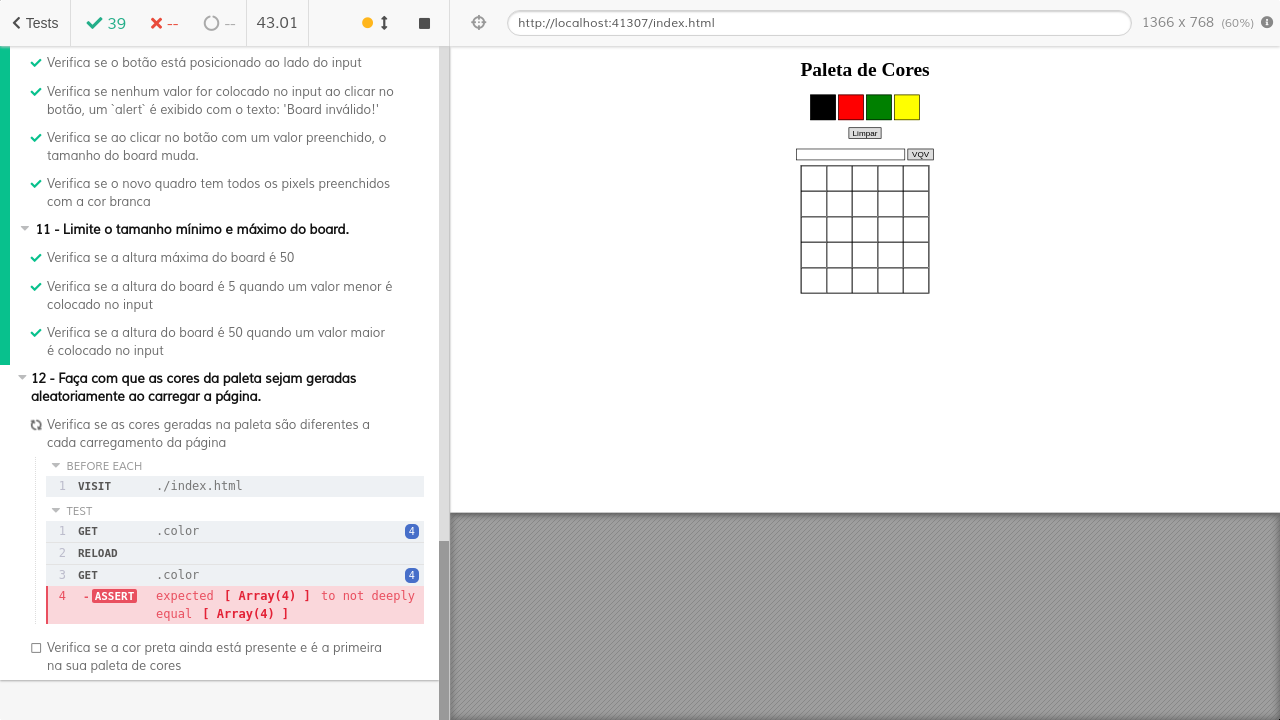 Tests
39
--
--
43.01
http://localhost:41307/index.html
1366 x 768 (60%)
Verifica se o botão está posicionado ao lado do input
Verifica se nenhum valor for colocado no input ao clicar no
botão, um `alert` é exibido com o texto: 'Board inválido!'
Verifica se ao clicar no botão com um valor preenchido, o
tamanho do board muda.
Verifica se o novo quadro tem todos os pixels preenchidos
com a cor branca
11 - Limite o tamanho mínimo e máximo do board.
Verifica se a altura máxima do board é 50
Verifica se a altura do board é 5 quando um valor menor é
colocado no input
Verifica se a altura do board é 50 quando um valor maior
é colocado no input
12 - Faça com que as cores da paleta sejam geradas
aleatoriamente ao carregar a página.
Verifica se as cores geradas na paleta são diferentes a
cada carregamento da página
BEFORE EACH
1 VISIT ./index.html
TEST
1 GET .color 4
2 RELOAD
3 GET .color 4
4 -ASSERT expected [ Array(4) ] to not deeply
equal [ Array(4) ]
Verifica se a cor preta ainda está presente e é a primeira
na sua paleta de cores
Paleta de Cores
Limpar
VQV